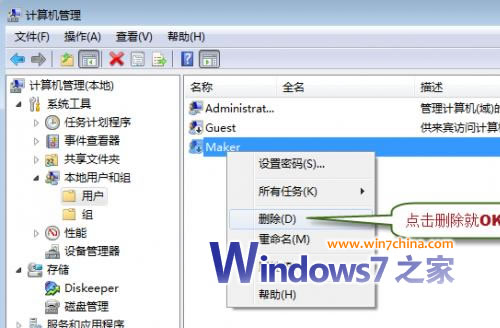 计算机管理
文件(F) 操作(A) 查看(V) 帮助(H)
计算机管理(本地)
系统工具
任务计划程序
事件查看器
共享文件夹
本地用户和组
用户
组
性能
设备管理器
存储
Diskeeper
磁盘管理
服务和应用程序
名称 全名 描述
Administrat... 管理计算机(域)的
Guest 供来宾访问计算
Maker
设置密码(S)...
所有任务(K)
删除(D)
重命名(M)
帮助(H)
点击删除就OK
www.win7china.com
Windows7之家